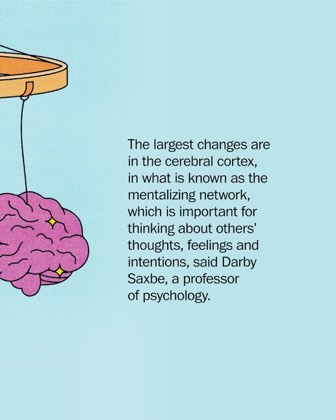 The largest changes are
in the cerebral cortex,
in what is known as the
mentalizing network,
which is important for
thinking about others’
thoughts, feelings and
intentions, said Darby
Saxbe, a professor
of psychology.